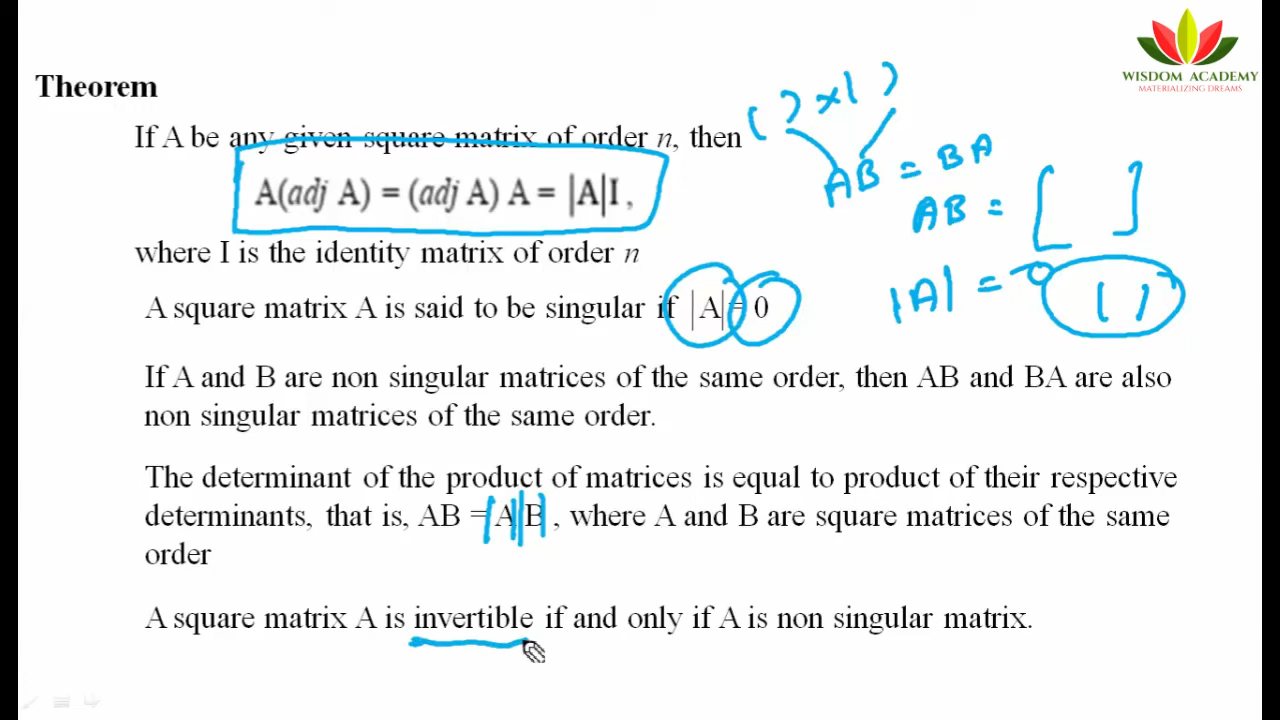 WISDOM ACADEMY
MATERIALIZING DREAMS
Theorem
If A be any given square matrix of order n, then
( ) x ( )
A(adj A) = (adj A) A = |A|I ,
AB = BA
AB = [ ]
where I is the identity matrix of order n
A square matrix A is said to be singular if |A| = 0
|A| = ( )
If A and B are non singular matrices of the same order, then AB and BA are also
non singular matrices of the same order.
The determinant of the product of matrices is equal to product of their respective
determinants, that is, AB = |A||B| , where A and B are square matrices of the same
order
A square matrix A is invertible if and only if A is non singular matrix.